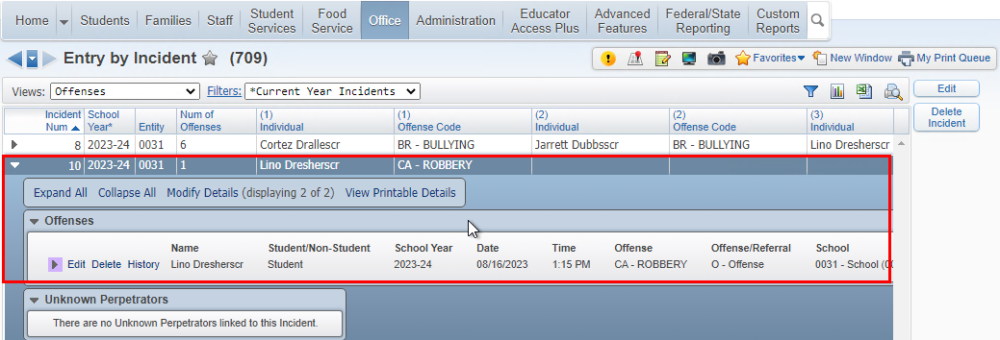 Home Students Families Staff Student Services Food Service Office Administration Educator Access Plus Advanced Features Federal/State Reporting Custom Reports
Entry by Incident (709)
Favorites New Window My Print Queue
Views: Offenses Filters: *Current Year Incidents
Edit
Delete Incident
Incident Num School Year* Entity Num of Offenses (1) Individual (1) Offense Code (2) Individual (2) Offense Code (3) Individual
8 2023-24 0031 6 Cortez Drallescr BR - BULLYING Jarrett Dubbsscr BR - BULLYING Lino Dresherscr
10 2023-24 0031 1 Lino Dresherscr CA - ROBBERY
Expand All Collapse All Modify Details (displaying 2 of 2) View Printable Details
Offenses
Name Student/Non-Student School Year Date Time Offense Offense/Referral School
Edit Delete History Lino Dresherscr Student 2023-24 08/16/2023 1:15 PM CA - ROBBERY O - Offense 0031 - School (00
Unknown Perpetrators
There are no Unknown Perpetrators linked to this Incident.